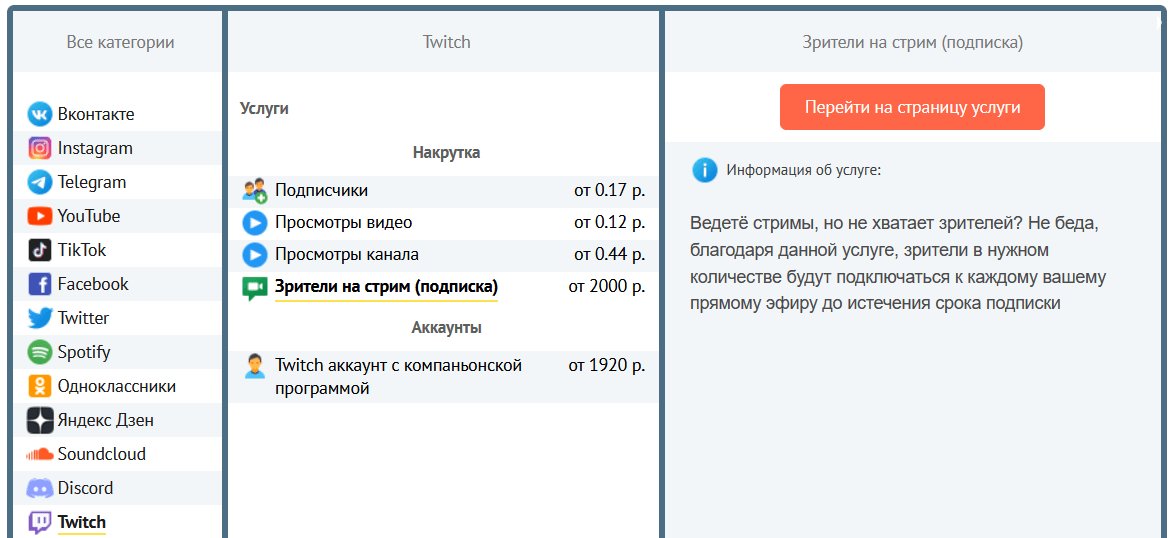 Все категории
Вконтакте
Instagram
Telegram
YouTube
TikTok
Facebook
Twitter
Spotify
Одноклассники
Яндекс Дзен
Soundcloud
Discord
Twitch
Twitch
Услуги
Накрутка
Подписчики от 0.17 р.
Просмотры видео от 0.12 р.
Просмотры канала от 0.44 р.
Зрители на стрим (подписка) от 2000 р.
Аккаунты
Twitch аккаунт с компаньонской от 1920 р.
программой
Зрители на стрим (подписка)
Перейти на страницу услуги
Информация об услуге:
Ведетё стримы, но не хватает зрителей? Не беда,
благодаря данной услуге, зрители в нужном
количестве будут подключаться к каждому вашему
прямому эфиру до истечения срока подписки